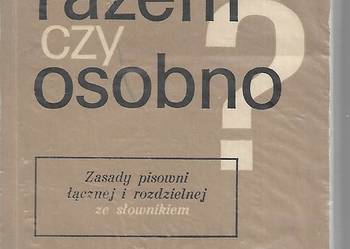 razem
czy
osobno
?
Zasady pisowni
łącznej i rozdzielnej
ze słownikiem